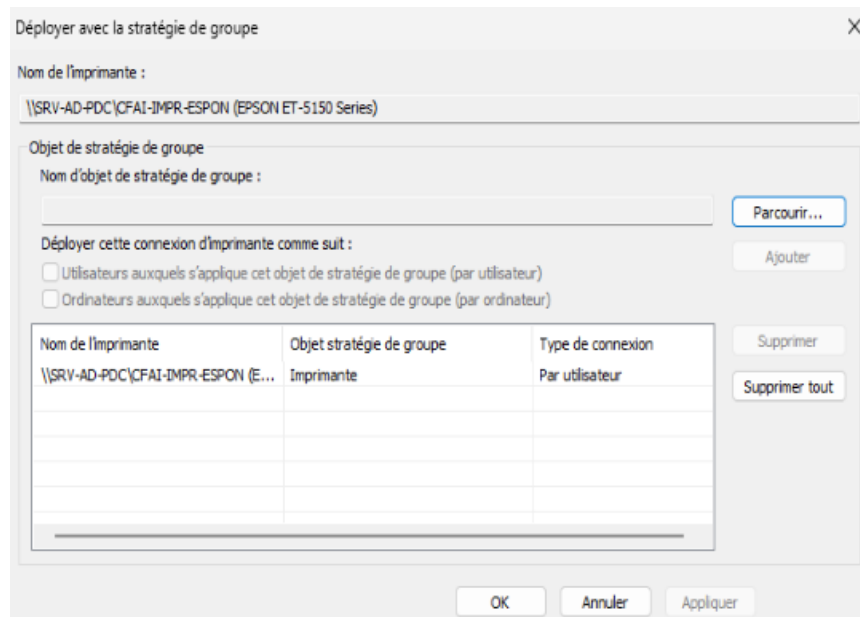 Déployer avec la stratégie de groupe
Nom de l'imprimante :
\\SRV-AD-PDC\CFAI-IMPR-ESPON (EPSON ET-5150 Series)
Objet de stratégie de groupe
Nom d'objet de stratégie de groupe :
Parcourir...
Déployer cette connexion d'imprimante comme suit :
Ajouter
Utilisateurs auxquels s'applique cet objet de stratégie de groupe (par utilisateur)
Ordinateurs auxquels s'applique cet objet de stratégie de groupe (par ordinateur)
Nom de l'imprimante Objet stratégie de groupe Type de connexion
Supprimer
\\SRV-AD-PDC\CFAI-IMPR-ESPON (E... Imprimante Par utilisateur
Supprimer tout
OK Annuler Appliquer